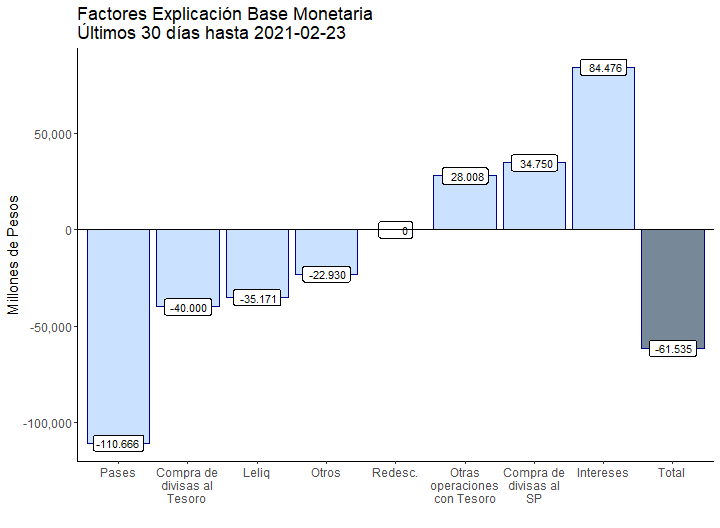 Factores Explicación Base Monetaria
Últimos 30 días hasta 2021-02-23
Millones de Pesos
50,000
0
-50,000
-100,000
-110.666
-40.000
-35.171
-22.930
0
28.008
34.750
84.476
-61.535
Pases
Compra de
divisas al
Tesoro
Leliq
Otros
Redesc.
Otras
operaciones
con Tesoro
Compra de
divisas al
SP
Intereses
Total